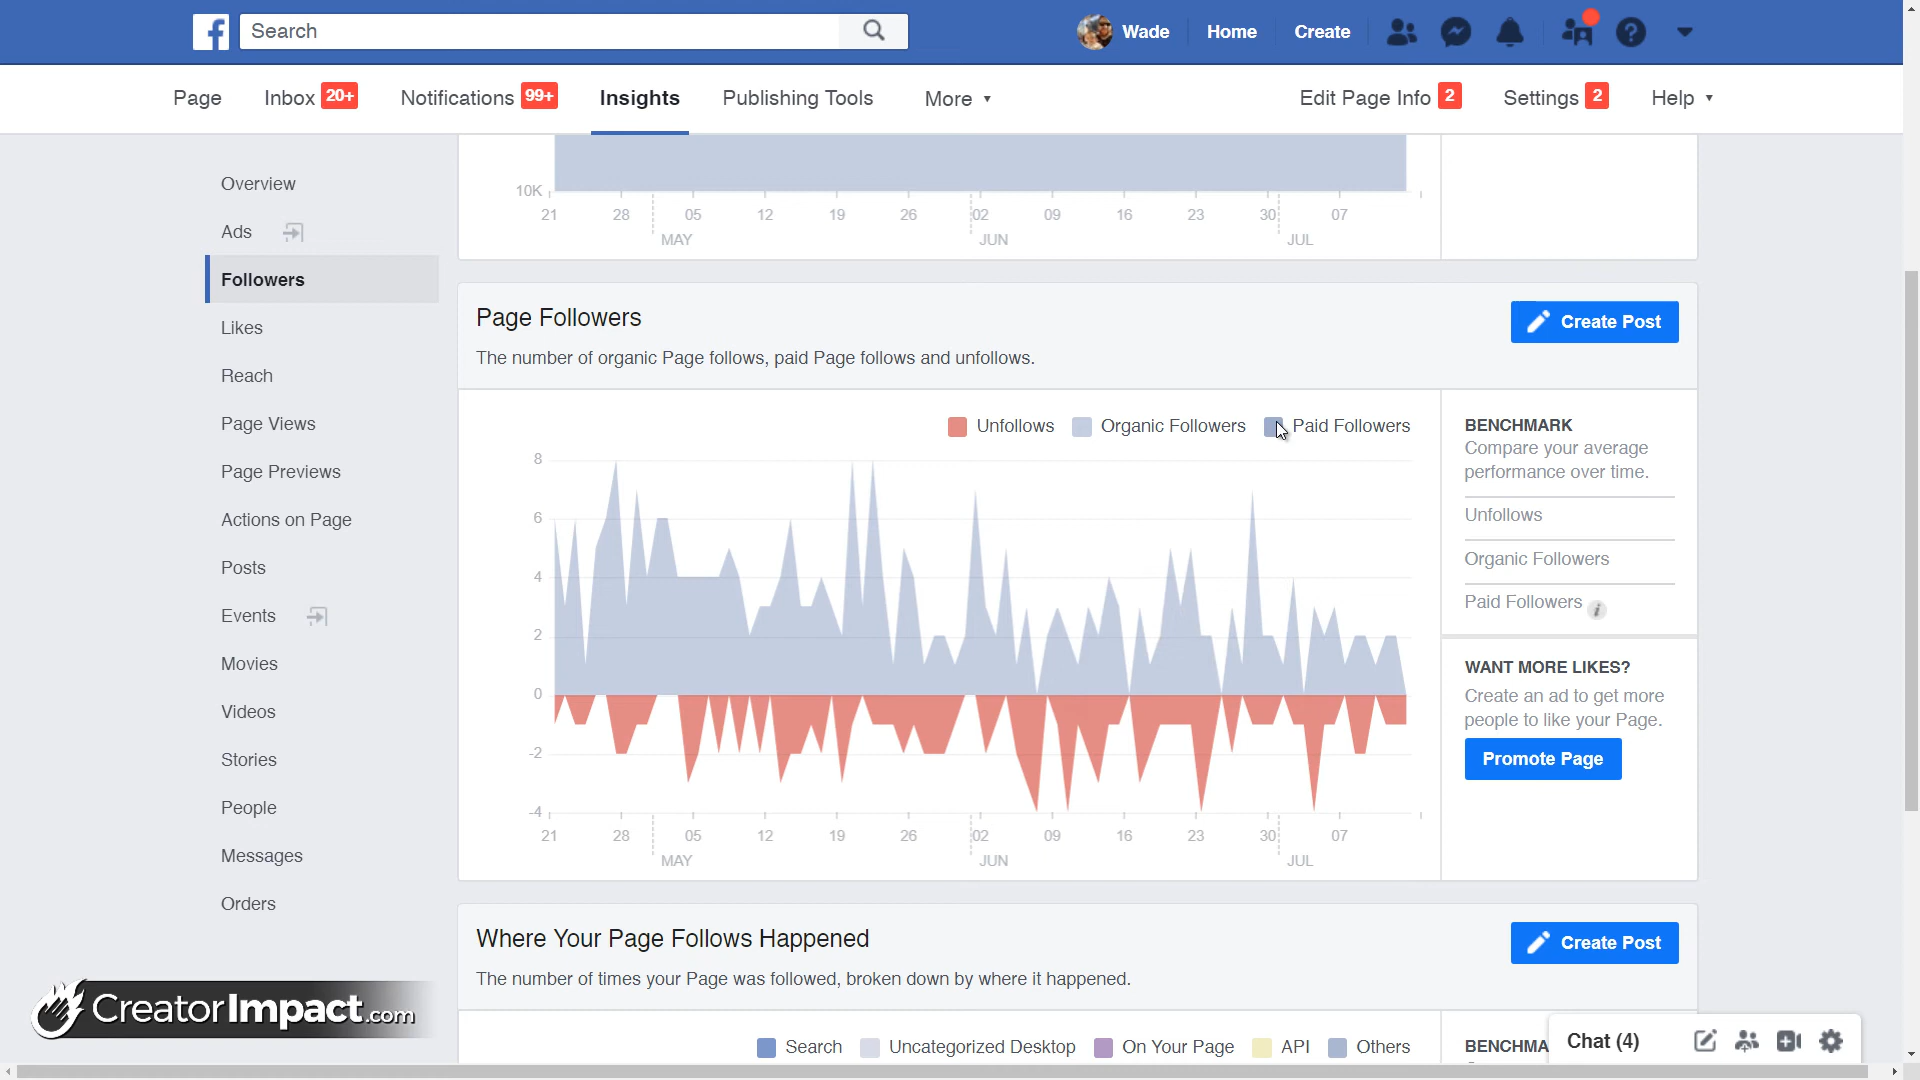 Search
Wade
Home
Create
Page
Inbox 20+
Notifications 99+
Insights
Publishing Tools
More
Edit Page Info 2
Settings 2
Help
Overview
Ads
Followers
Likes
Reach
Page Views
Page Previews
Actions on Page
Posts
Events
Movies
Videos
Stories
People
Messages
Orders
10K
21 28 05 12 19 26 02 09 16 23 30 07
MAY JUN JUL
Page Followers
Create Post
The number of organic Page follows, paid Page follows and unfollows.
Unfollows Organic Followers Paid Followers
8
6
4
2
0
-2
-4
21 28 05 12 19 26 02 09 16 23 30 07
MAY JUN JUL
BENCHMARK
Compare your average
performance over time.
Unfollows
Organic Followers
Paid Followers i
WANT MORE LIKES?
Create an ad to get more
people to like your Page.
Promote Page
Where Your Page Follows Happened
Create Post
The number of times your Page was followed, broken down by where it happened.
Search Uncategorized Desktop On Your Page API Others
BENCHMA
Chat (4)
CreatorImpact.com